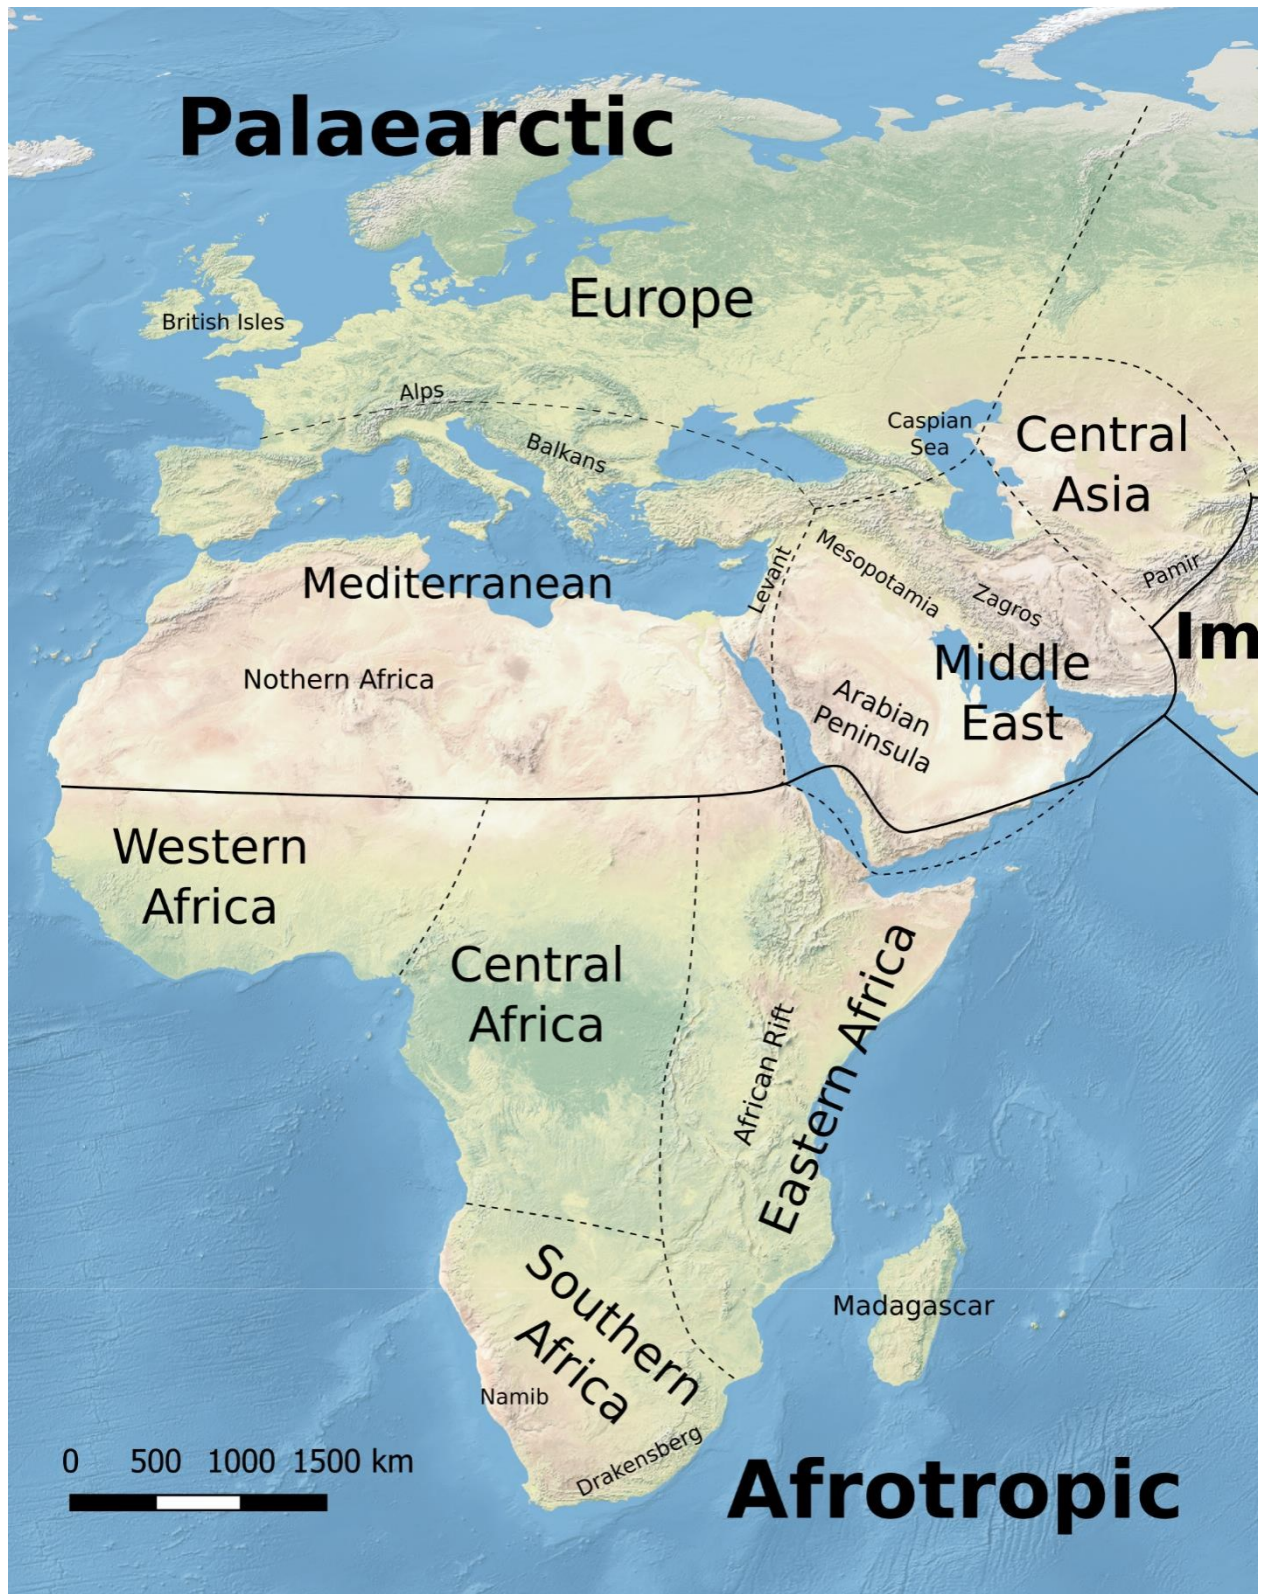 Palaearctic
Europe
British Isles
Alps
Balkans
Caspian
Sea
Central
Asia
Mediterranean
Levant
Mesopotamia
Zagros
Pamir
Im
Middle
East
Nothern Africa
Arabian
Peninsula
Western
Africa
Central
Africa
African Rift
Eastern Africa
Southern
Africa
Madagascar
Namib
Drakensberg
0 500 1000 1500 km
Afrotropic